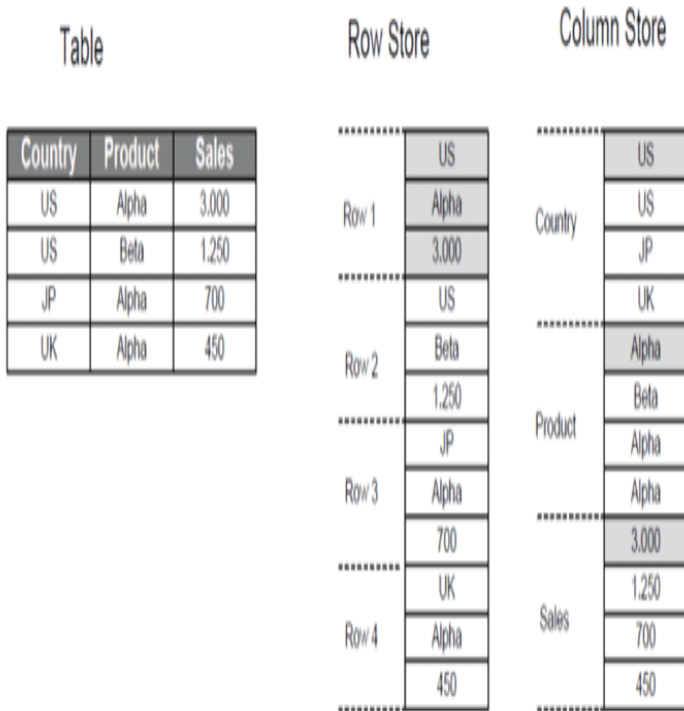 Table
Country Product Sales
US Alpha 3.000
US Beta 1.250
JP Alpha 700
UK Alpha 450
Row Store
Row 1
US
Alpha
3.000
Row 2
US
Beta
1.250
Row 3
JP
Alpha
700
Row 4
UK
Alpha
450
Column Store
Country
US
US
JP
UK
Product
Alpha
Beta
Alpha
Alpha
Sales
3.000
1.250
700
450